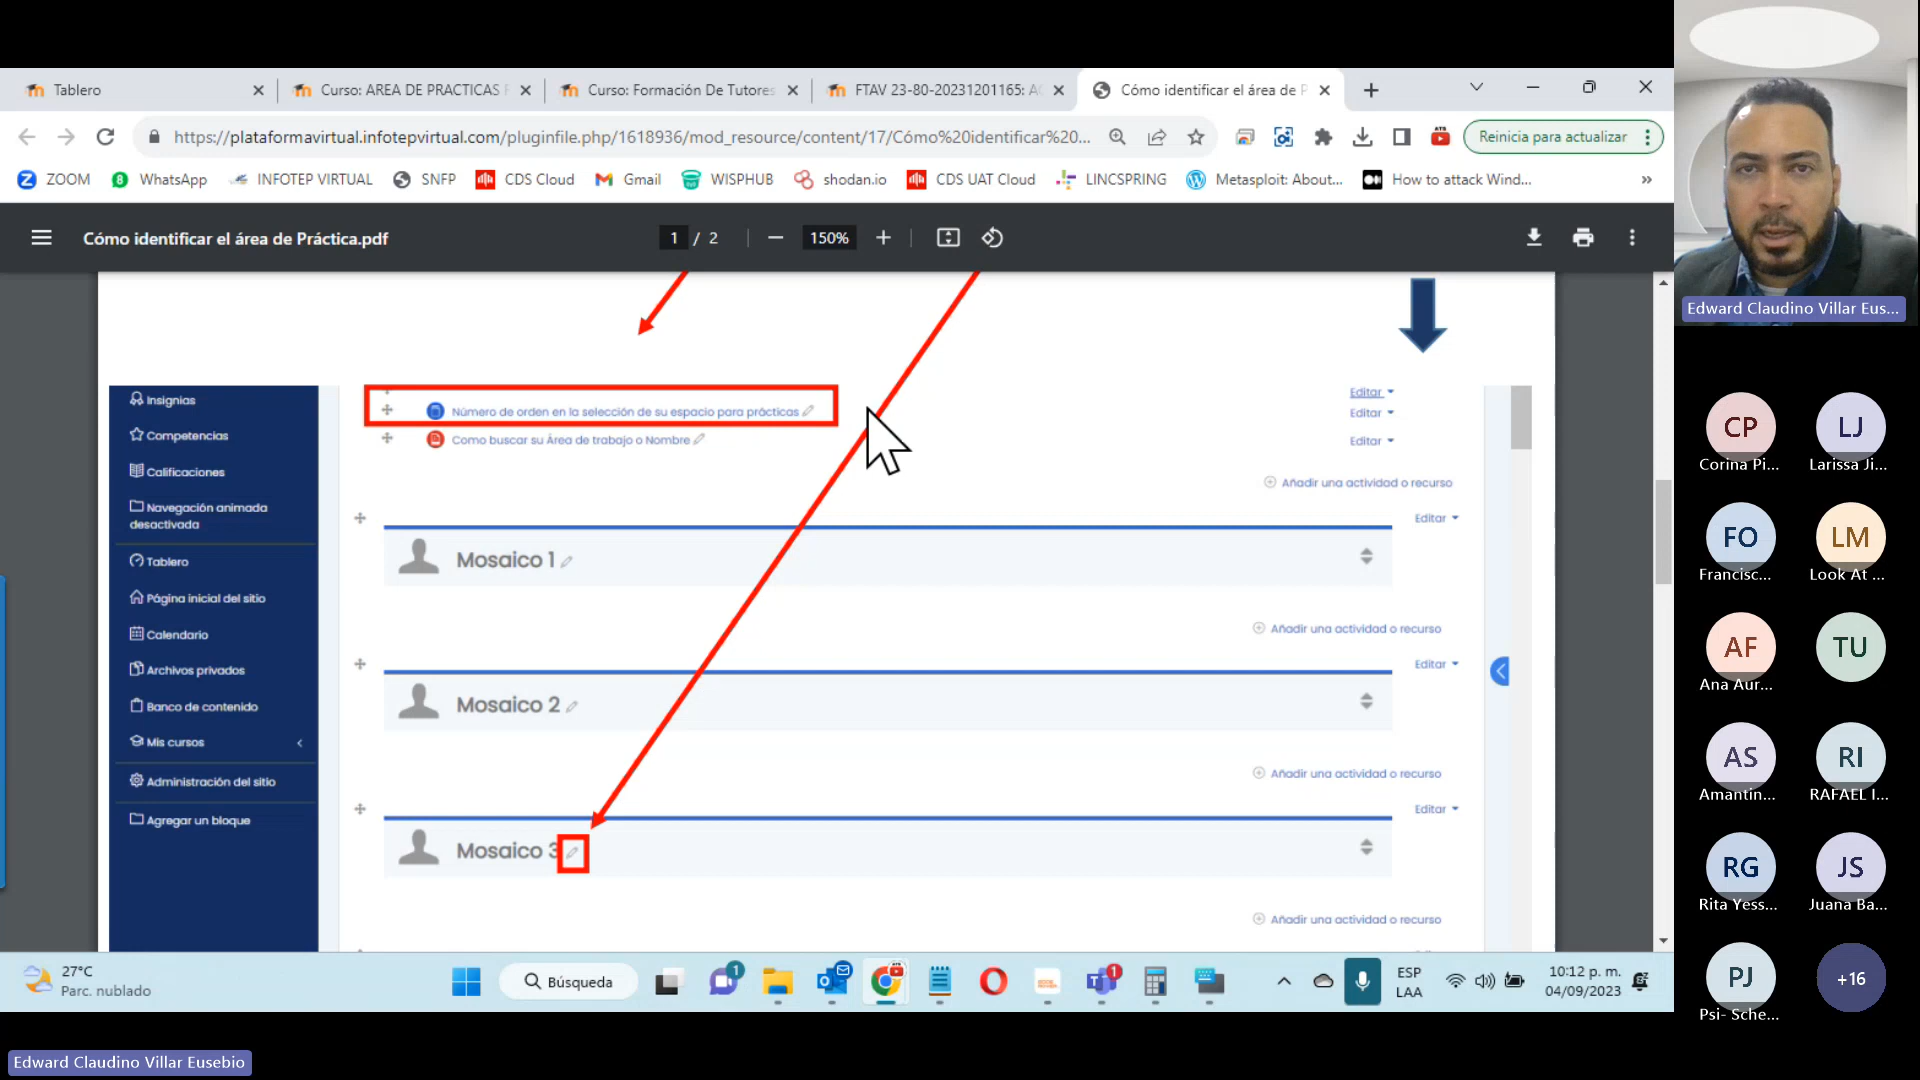 Tablero
Curso: AREA DE PRACTICAS
Curso: Formación De Tutores
FTAV 23-80-20231201165: A
Cómo identificar el área de P
https://plataformavirtual.infotepvirtual.com/pluginfile.php/1618936/mod_resource/content/17/Cómo%20identificar%20...
Reinicia para actualizar
ZOOM
WhatsApp
INFOTEP VIRTUAL
SNFP
CDS Cloud
Gmail
WISPHUB
shodan.io
CDS UAT Cloud
LINCSPRING
Metasploit: About...
How to attack Wind...
»
Cómo identificar el área de Práctica.pdf
1 / 2
150%
Insignias
Competencias
Calificaciones
Navegación animada
desactivada
Tablero
Página inicial del sitio
Calendario
Archivos privados
Banco de contenido
Mis cursos
Administración del sitio
Agregar un bloque
Editar
Número de orden en la selección de su espacio para prácticas
Editar
Como buscar su Área de trabajo o Nombre
Editar
Añadir una actividad o recurso
Editar
Mosaico 1
Añadir una actividad o recurso
Editar
Mosaico 2
Añadir una actividad o recurso
Editar
Mosaico 3
Añadir una actividad o recurso
27°C
Parc. nublado
Búsqueda
1
1
ESP
LAA
10:12 p. m.
04/09/2023
Edward Claudino Villar Eusebio
Edward Claudino Villar Eus...
CP
Corina Pi...
LJ
Larissa Ji...
FO
Francisc...
LM
Look At ...
AF
Ana Aur...
TU
AS
Amantin...
RI
RAFAEL I...
RG
Rita Yess...
JS
Juana Ba...
PJ
Psi- Sche...
+16